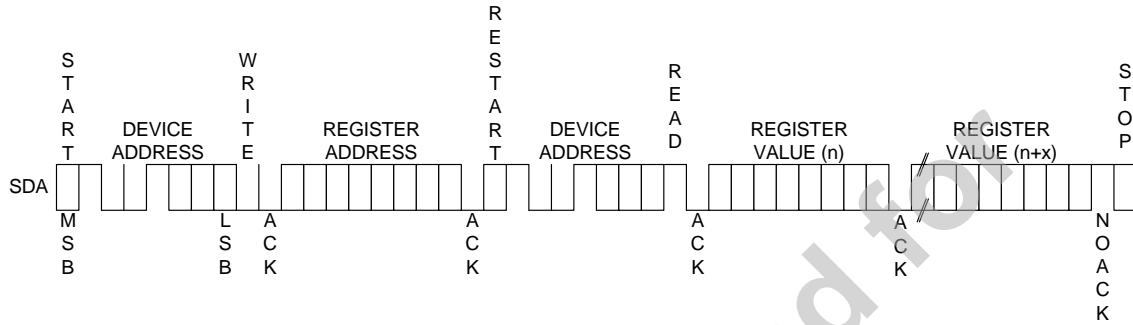 START
WRITE
RESTART
READ
STOP
DEVICE
ADDRESS
REGISTER
ADDRESS
DEVICE
ADDRESS
REGISTER
VALUE (n)
REGISTER
VALUE (n+x)
SDA
MSB
LSB
ACK
ACK
ACK
ACK
NOACK
d for